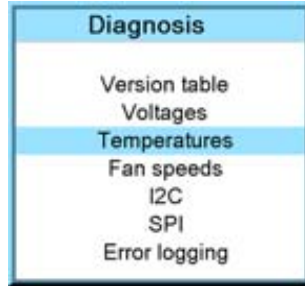 Diagnosis
Version table
Voltages
Temperatures
Fan speeds
I2C
SPI
Error logging